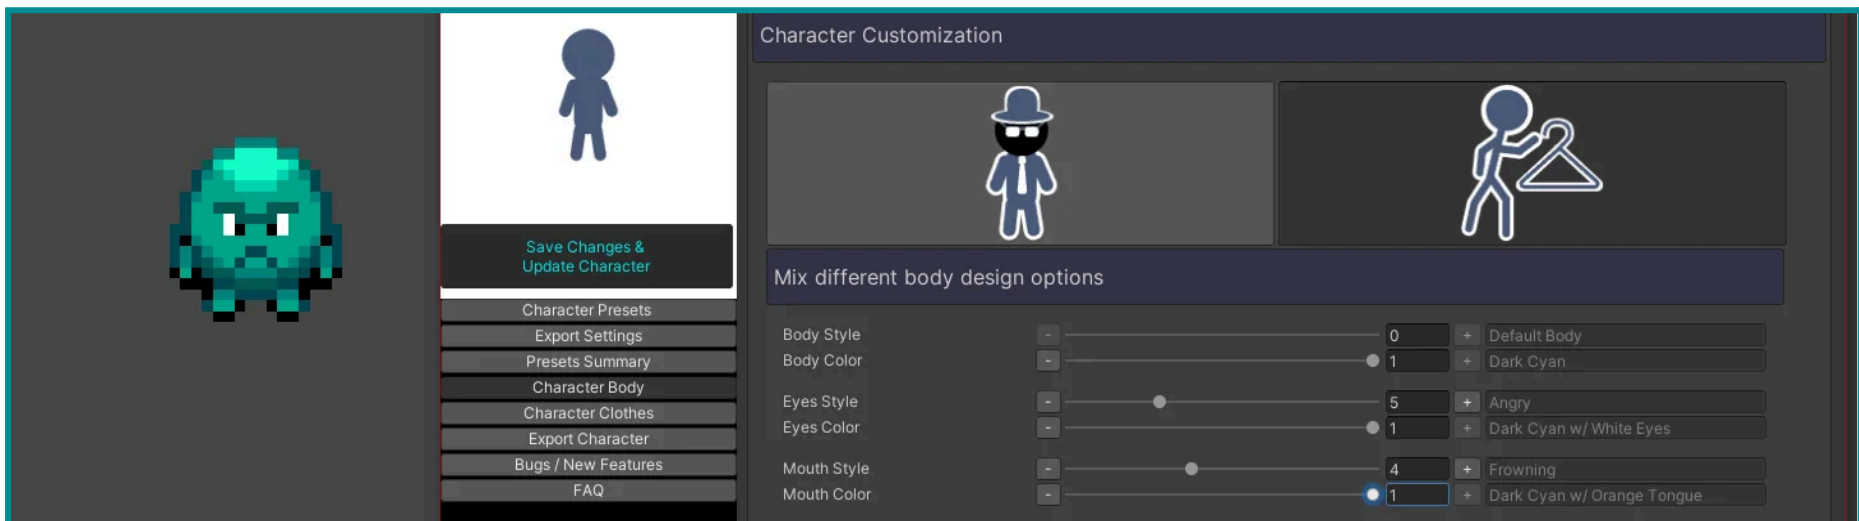 Character Customization
Save Changes &
Update Character
Character Presets
Export Settings
Presets Summary
Character Body
Character Clothes
Export Character
Bugs / New Features
FAQ
Mix different body design options
Body Style - 0 + Default Body
Body Color - 1 + Dark Cyan
Eyes Style - 5 + Angry
Eyes Color - 1 + Dark Cyan w/ White Eyes
Mouth Style - 4 + Frowning
Mouth Color - 1 + Dark Cyan w/ Orange Tongue